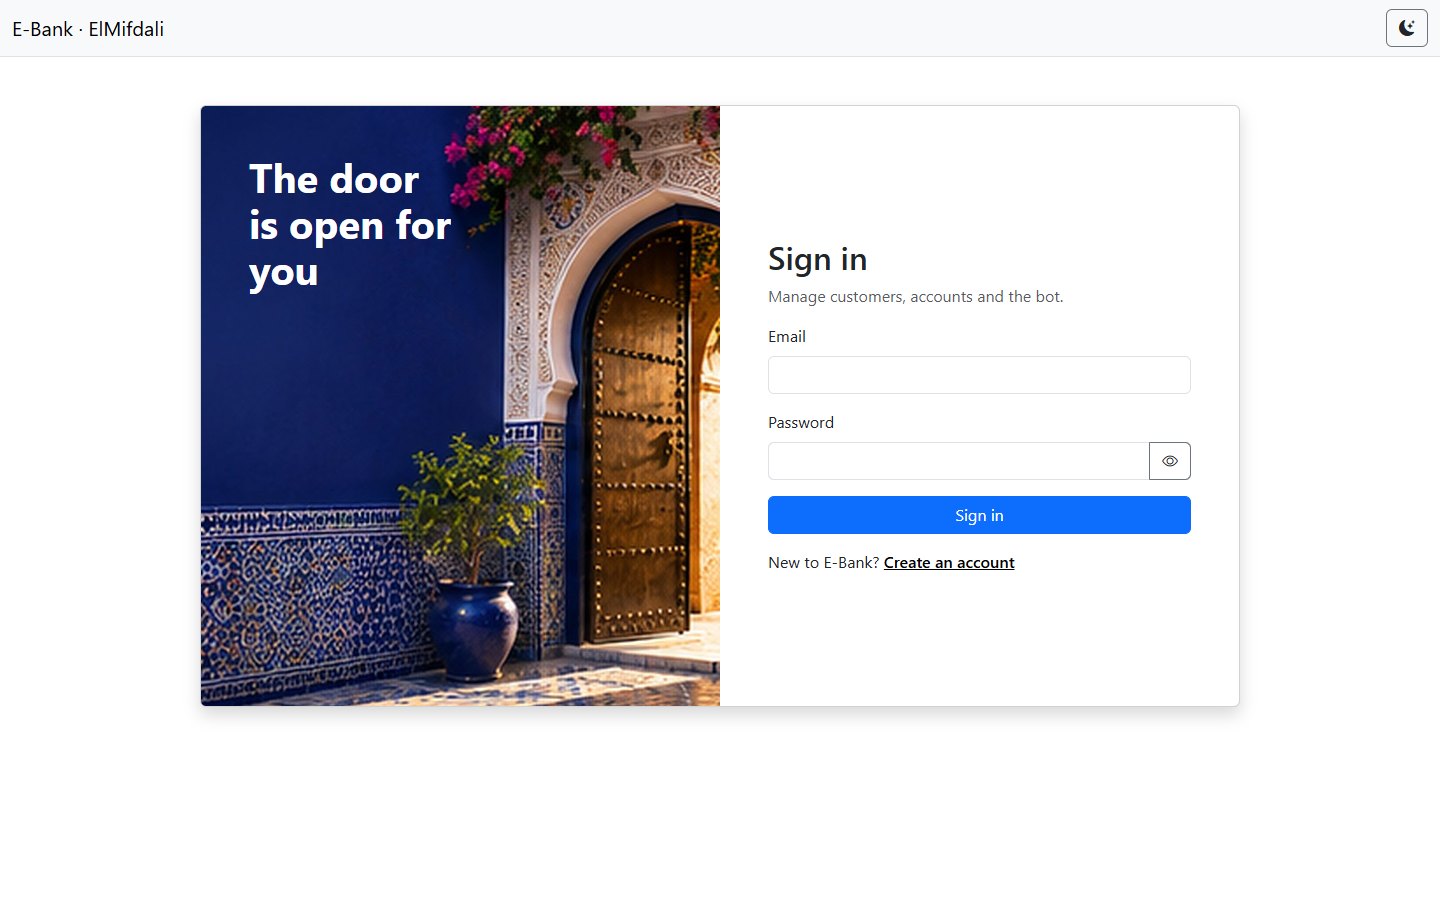 E-Bank · ElMifdali
The door
is open for
you
Sign in
Manage customers, accounts and the bot.
Email
Password
Sign in
New to E-Bank? Create an account